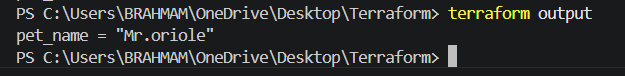 PS C:\Users\BRAHMAM\OneDrive\Desktop\Terraform> terraform output
pet_name = "Mr.oriole"
PS C:\Users\BRAHMAM\OneDrive\Desktop\Terraform>